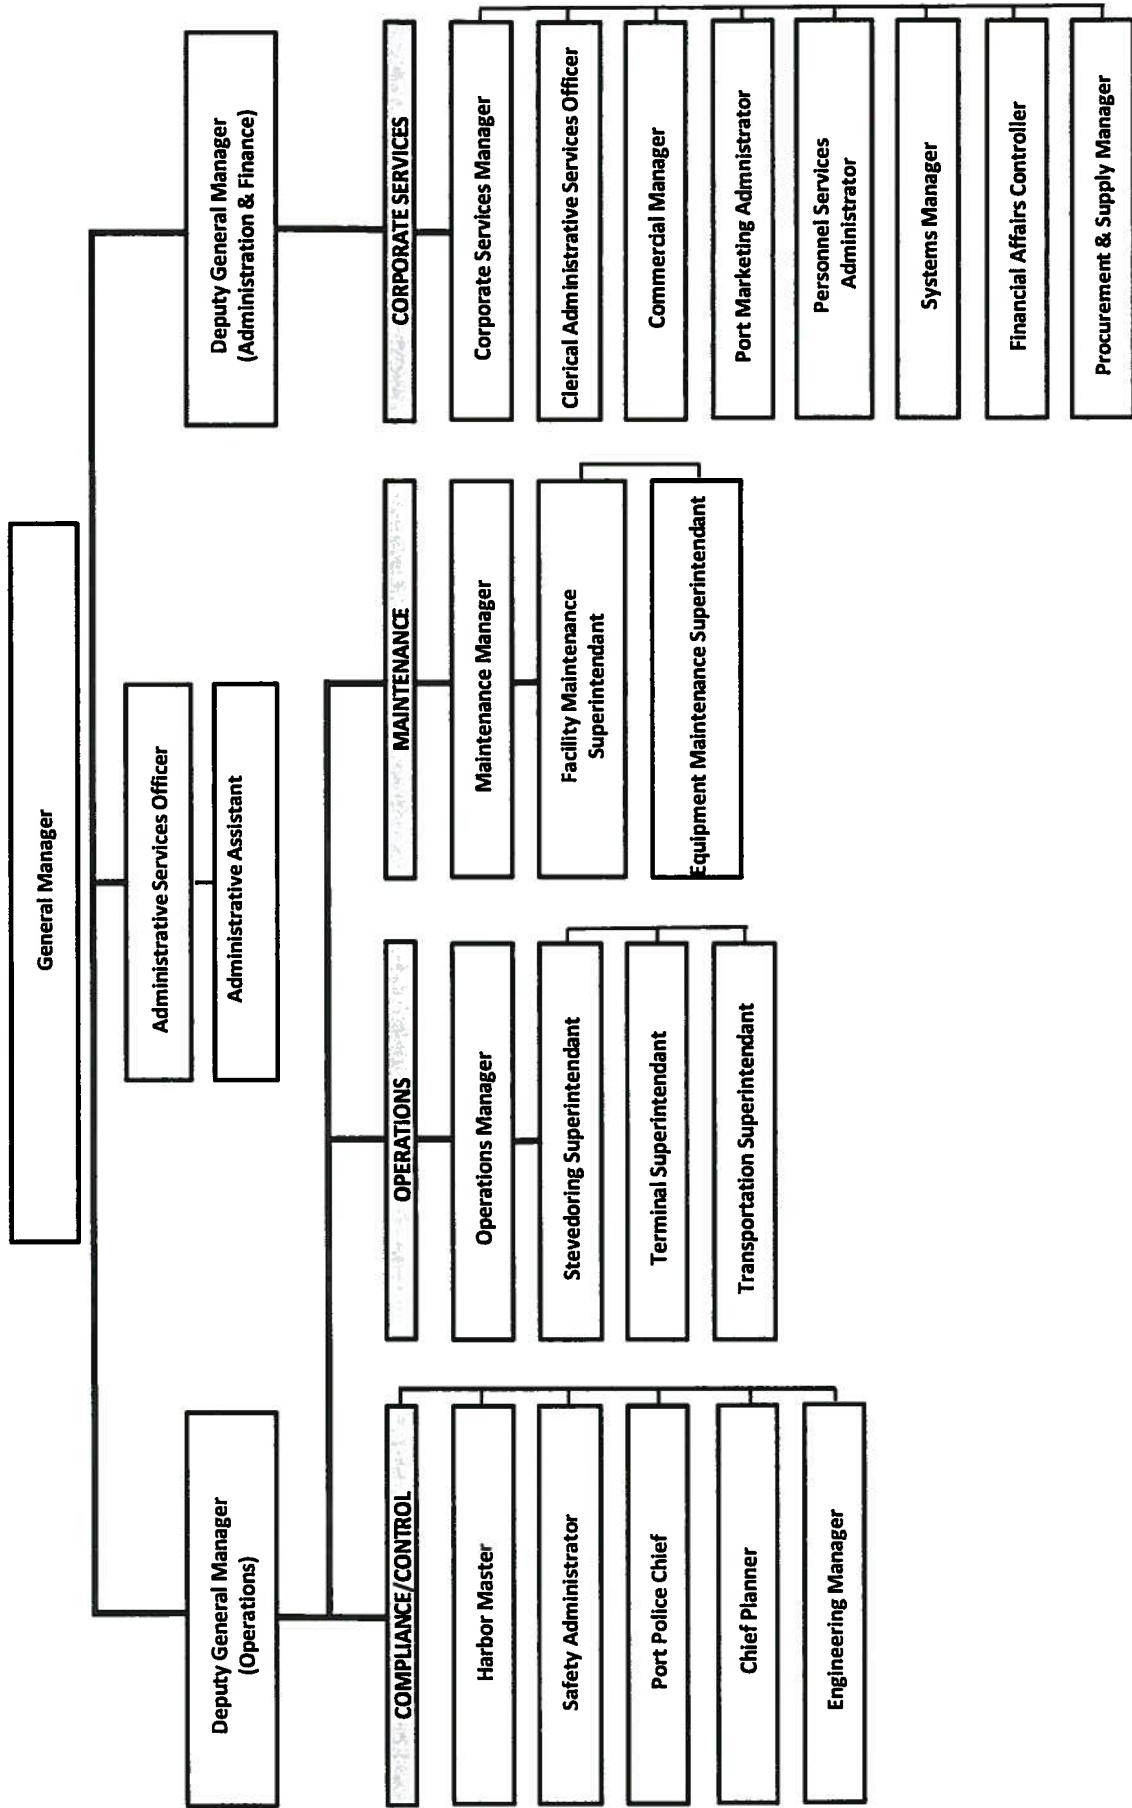 General Manager
Administrative Services Officer
Administrative Assistant
Deputy General Manager
(Operations)
Deputy General Manager
(Administration & Finance)
COMPLIANCE/CONTROL
Harbor Master
Safety Administrator
Port Police Chief
Chief Planner
Engineering Manager
OPERATIONS
Operations Manager
Stevedoring Superintendant
Terminal Superintendant
Transportation Superintendant
MAINTENANCE
Maintenance Manager
Facility Maintenance
Superintendant
Equipment Maintenance Superintendant
CORPORATE SERVICES
Corporate Services Manager
Clerical Administrative Services Officer
Commercial Manager
Port Marketing Admnistrator
Personnel Services
Administrator
Systems Manager
Financial Affairs Controller
Procurement & Supply Manager